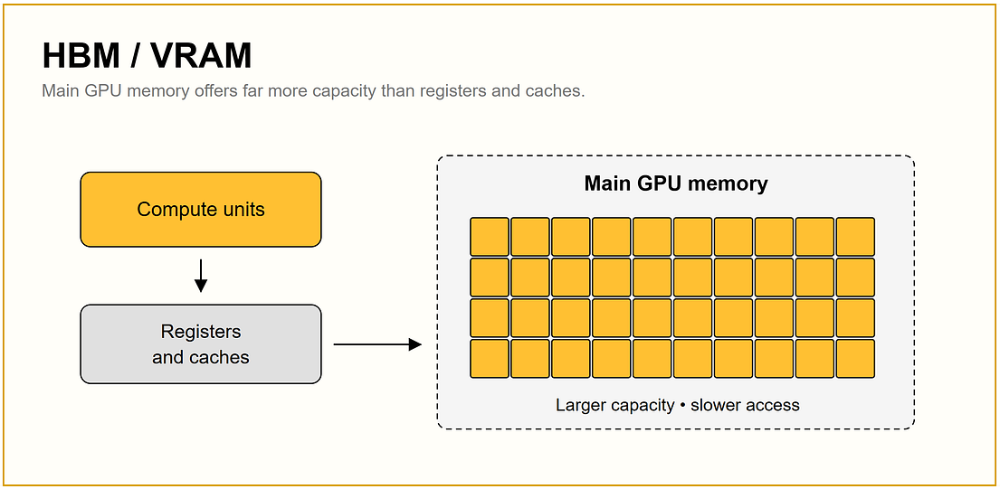 HBM / VRAM
Main GPU memory offers far more capacity than registers and caches.
Compute units
Registers
and caches
Main GPU memory
Larger capacity • slower access